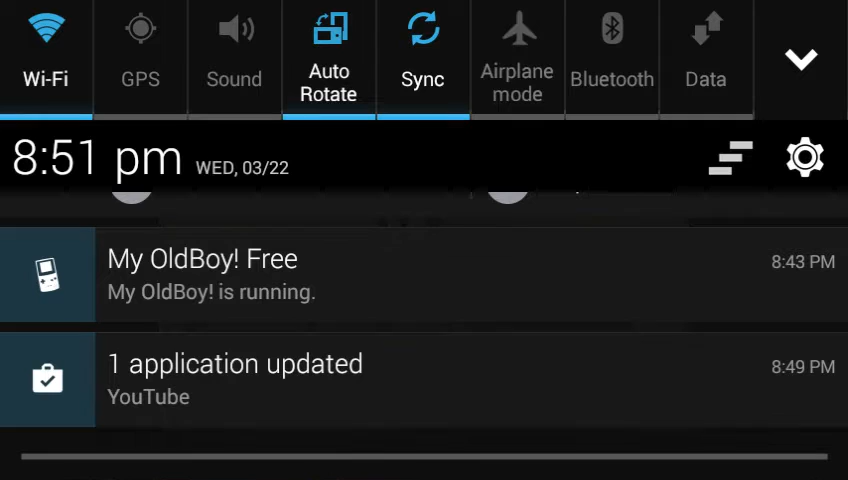 Wi-Fi
GPS
Sound
Auto
Rotate
Sync
Airplane
mode
Bluetooth
Data
8:51 pm WED, 03/22
My OldBoy! Free 8:43 PM
My OldBoy! is running.
1 application updated 8:49 PM
YouTube